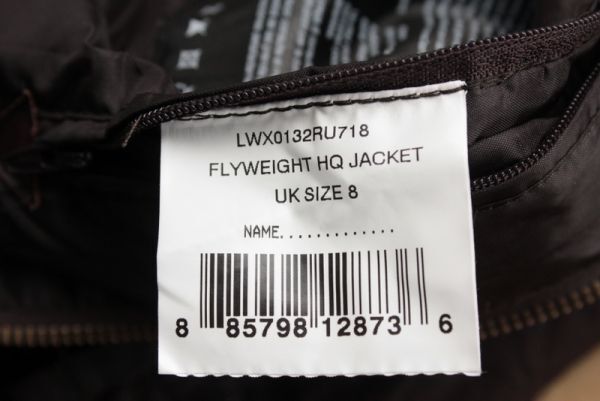 LWX0132RU718
FLYWEIGHT HQ JACKET
UK SIZE 8
NAME.............
8 85798 12873 6